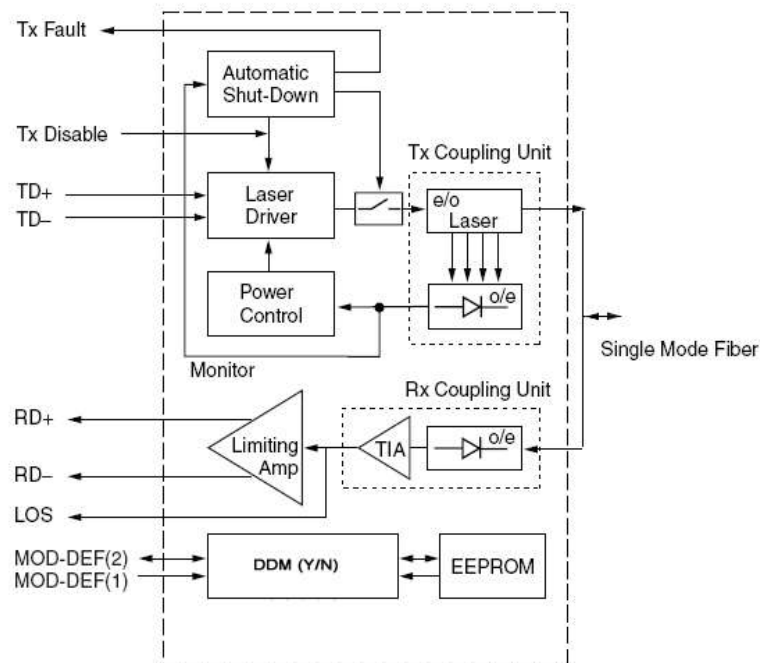 Tx Fault
Automatic
Shut-Down
Tx Disable
Tx Coupling Unit
TD+
TD–
Laser
Driver
e/o
Laser
Power
Control
o/e
Single Mode Fiber
Monitor
Rx Coupling Unit
RD+
RD–
Limiting
Amp
TIA
o/e
LOS
MOD-DEF(2)
MOD-DEF(1)
DDM (Y/N)
EEPROM